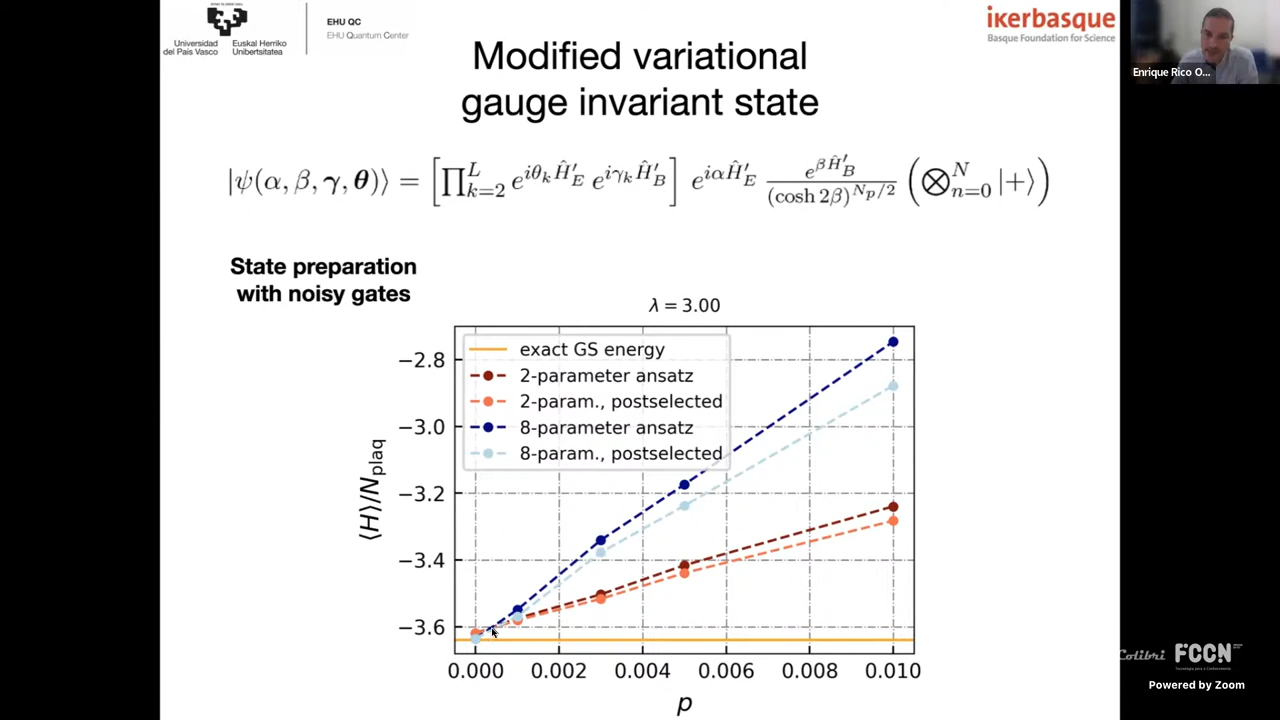 Universidad del País Vasco
Euskal Herriko Unibertsitatea
EHU QC
EHU Quantum Center
ikerbasque
Basque Foundation for Science
Enrique Rico O...
Modified variational
gauge invariant state
|ψ(α, β, γ, θ)⟩ = [∏_{k=2}^{L} e^{iθ_k Ĥ'_E} e^{iγ_k Ĥ'_B}] e^{iαĤ'_E} e^{βĤ'_B}/(cosh 2β)^{N_p/2} (⊗_{n=0}^{N} |+⟩)
State preparation
with noisy gates
λ = 3.00
exact GS energy
2-parameter ansatz
2-param., postselected
8-parameter ansatz
8-param., postselected
⟨H⟩/N_plaq
−2.8
−3.0
−3.2
−3.4
−3.6
0.000 0.002 0.004 0.006 0.008 0.010
p
Colibri
FCCN
Powered by Zoom